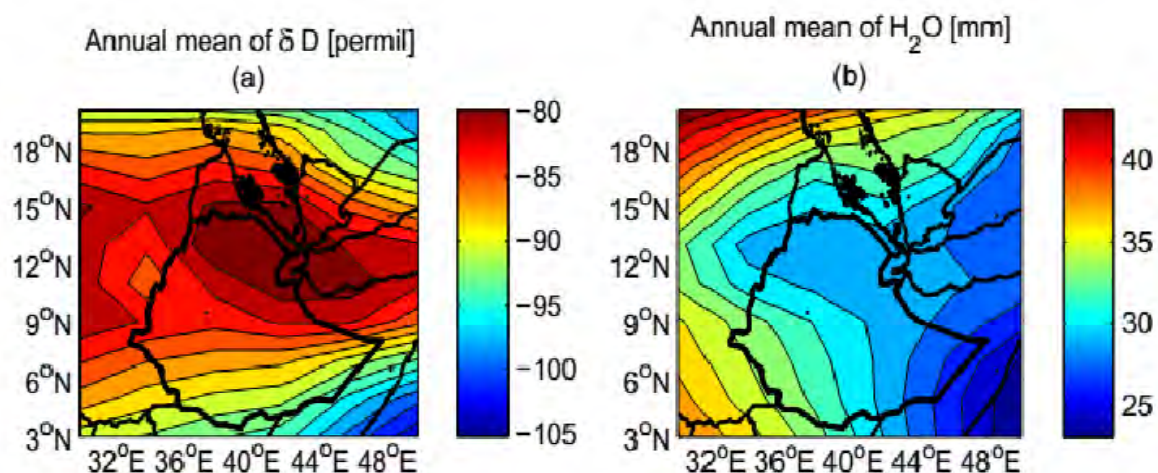 Annual mean of δ D [permil]
(a)
18°N
15°N
12°N
9°N
6°N
3°N
32°E 36°E 40°E 44°E 48°E
−80
−85
−90
−95
−100
−105
Annual mean of H₂O [mm]
(b)
18°N
15°N
12°N
9°N
6°N
3°N
32°E 36°E 40°E 44°E 48°E
40
35
30
25